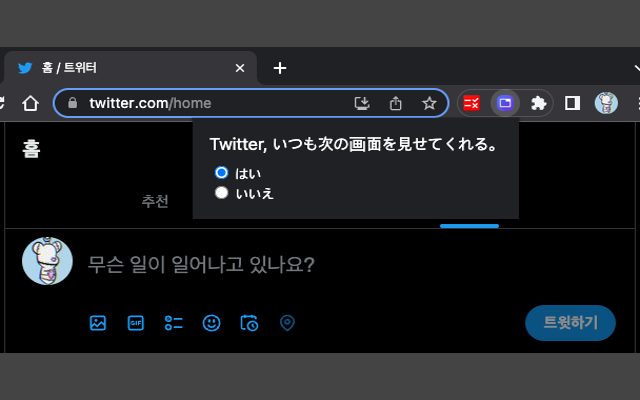 홈 / 트위터
twitter.com/home
Twitter, いつも次の画面を見せてくれる。
はい
いいえ
홈
추천
무슨 일이 일어나고 있나요?
GIF
트윗하기